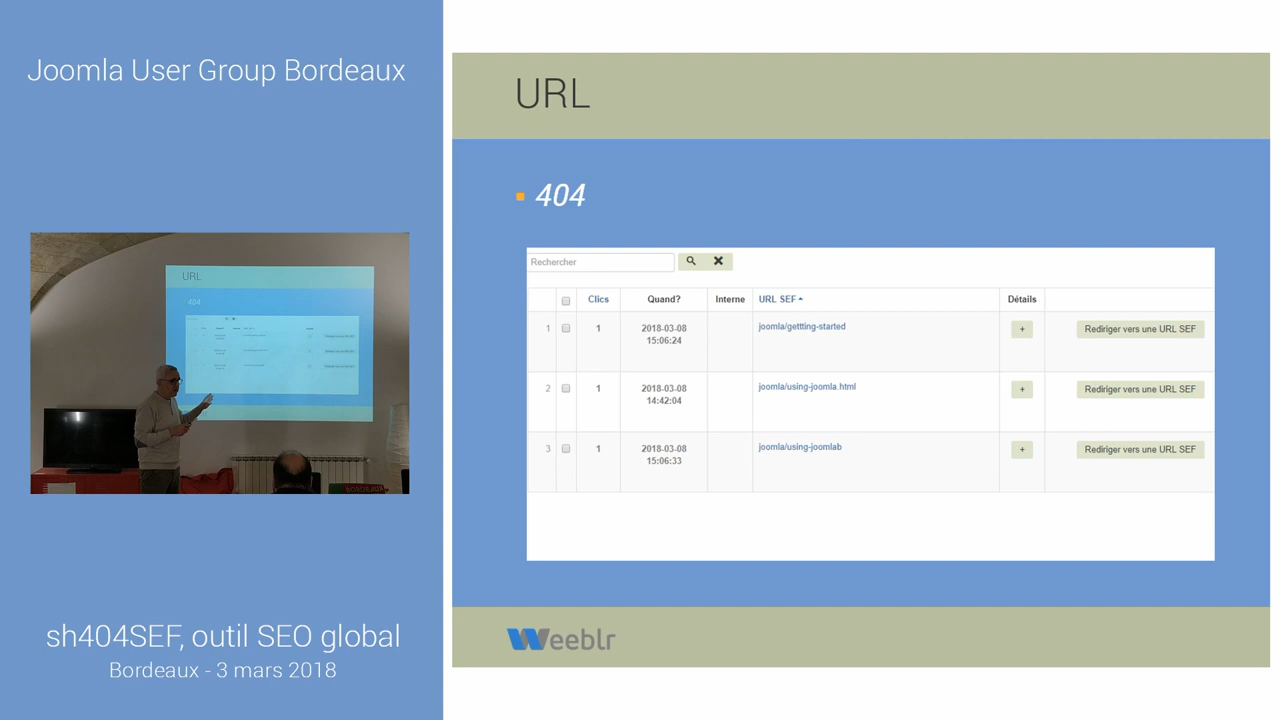 Joomla User Group Bordeaux
URL
404
sh404SEF, outil SEO global
Bordeaux - 3 mars 2018
URL
404
Rechercher
Clics Quand? Interne URL SEF Détails
1 1 2018-03-08 15:06:24 joomla/gettting-started + Rediriger vers une URL SEF
2 1 2018-03-08 14:42:04 joomla/using-joomla.html + Rediriger vers une URL SEF
3 1 2018-03-08 15:06:33 joomla/using-joomlab + Rediriger vers une URL SEF
Weeblr